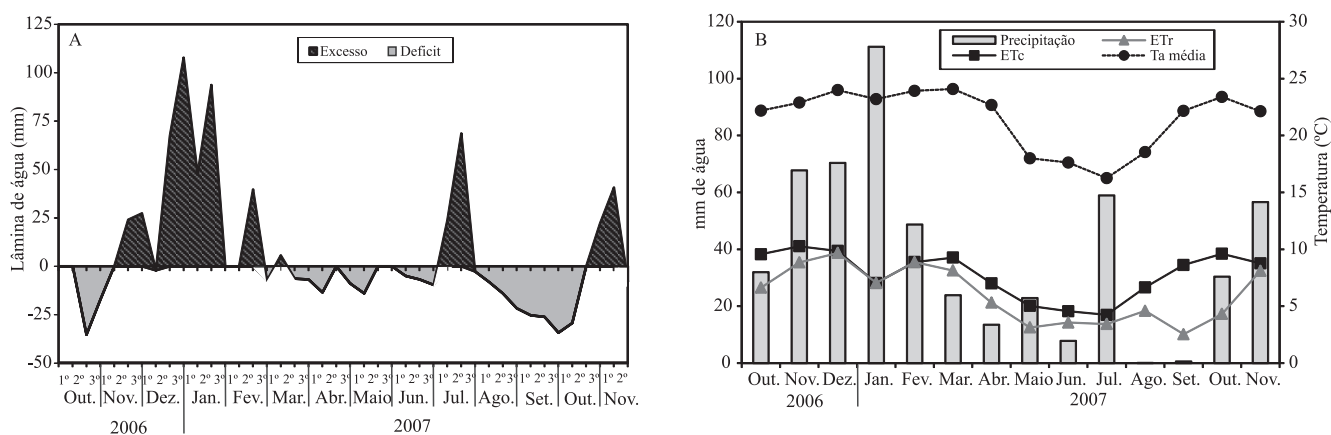 A
Excesso Deficit
Lâmina de água (mm)
125
100
75
50
25
0
-25
-50
1º 2º 3º 1º 2º 3º 1º 2º 3º 1º 2º 3º 1º 2º 3º 1º 2º 3º 1º 2º 3º 1º 2º 3º 1º 2º 3º 1º 2º 3º 1º 2º 3º 1º 2º 3º 1º 2º 3º 1º 2º
Out. Nov. Dez. Jan. Fev. Mar. Abr. Maio Jun. Jul. Ago. Set. Out. Nov.
2006 2007
B
Precipitação ETr
ETc Ta média
mm de água
120
100
80
60
40
20
0
Temperatura (ºC)
30
25
20
15
10
5
0
Out. Nov. Dez. Jan. Fev. Mar. Abr. Maio Jun. Jul. Ago. Set. Out. Nov.
2006 2007